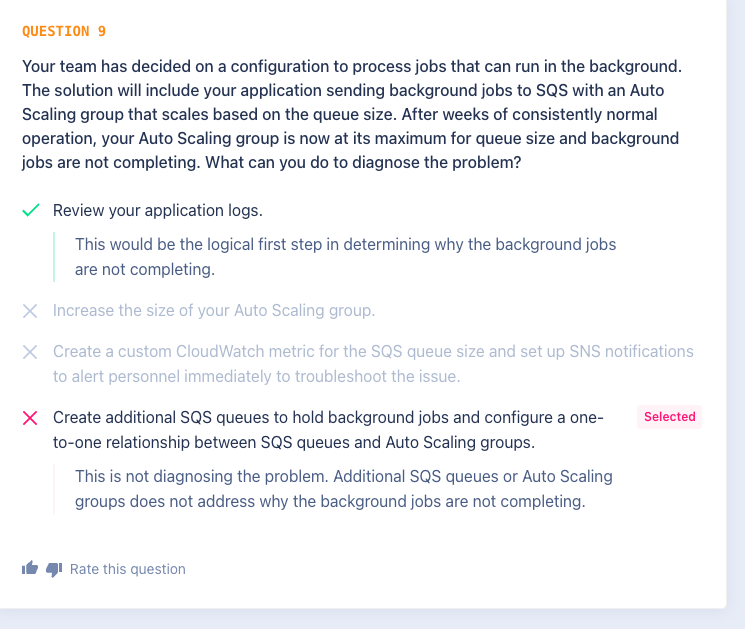 QUESTION 9
Your team has decided on a configuration to process jobs that can run in the background.
The solution will include your application sending background jobs to SQS with an Auto
Scaling group that scales based on the queue size. After weeks of consistently normal
operation, your Auto Scaling group is now at its maximum for queue size and background
jobs are not completing. What can you do to diagnose the problem?
Review your application logs.
This would be the logical first step in determining why the background jobs
are not completing.
Increase the size of your Auto Scaling group.
Create a custom CloudWatch metric for the SQS queue size and set up SNS notifications
to alert personnel immediately to troubleshoot the issue.
Create additional SQS queues to hold background jobs and configure a one-
to-one relationship between SQS queues and Auto Scaling groups.
Selected
This is not diagnosing the problem. Additional SQS queues or Auto Scaling
groups does not address why the background jobs are not completing.
Rate this question